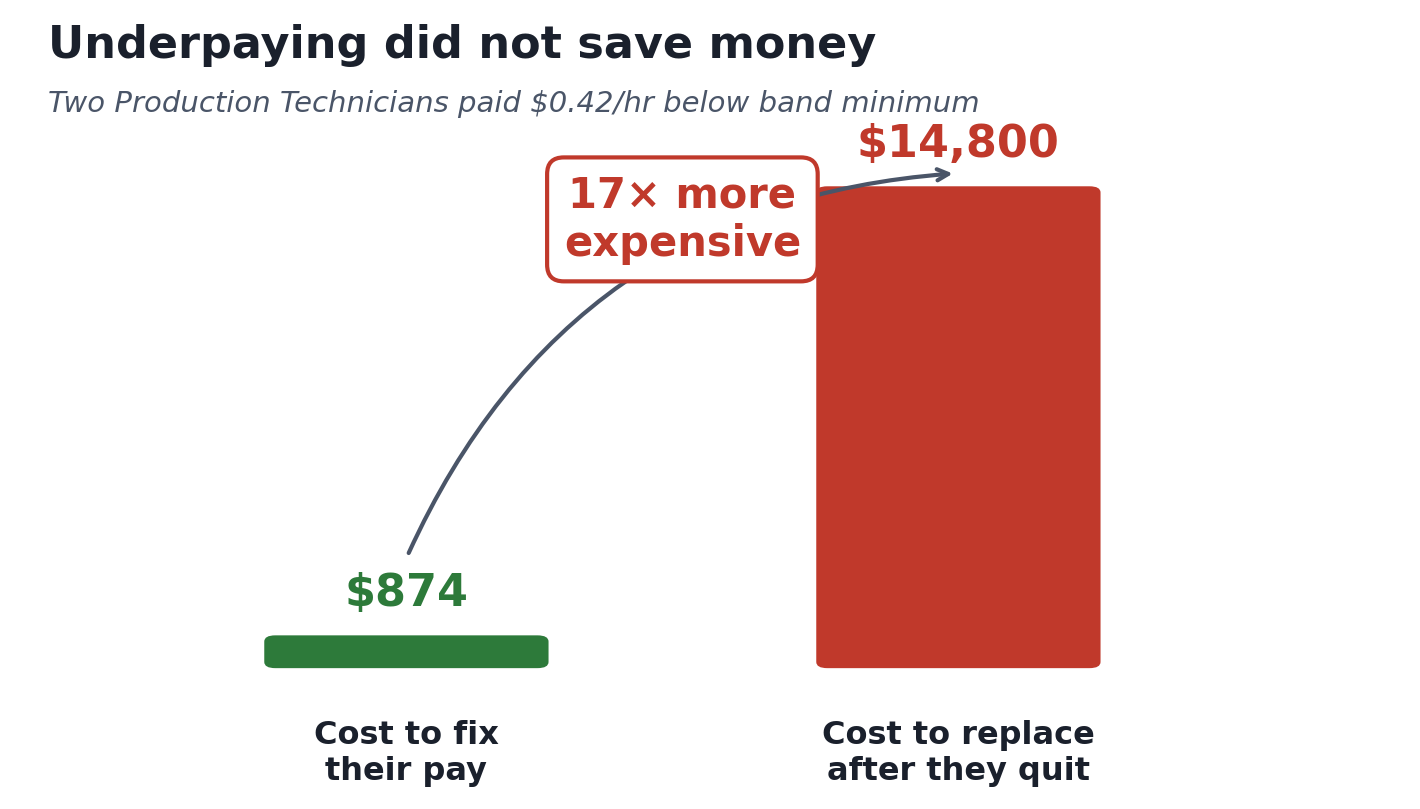 Underpaying did not save money
Two Production Technicians paid $0.42/hr below band minimum
$14,800
17× more
expensive
$874
Cost to fix
their pay
Cost to replace
after they quit